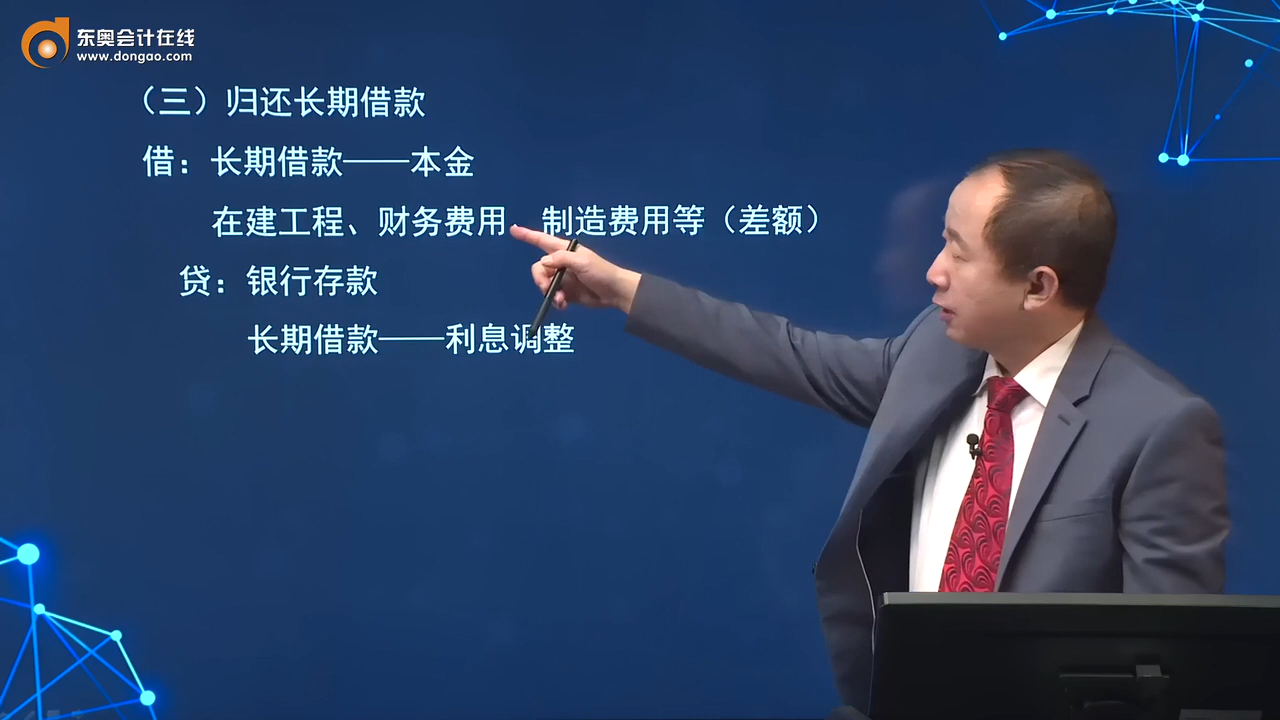 东奥会计在线
www.dongao.com
（三）归还长期借款
借：长期借款——本金
在建工程、财务费用、制造费用等（差额）
贷：银行存款
长期借款——利息调整